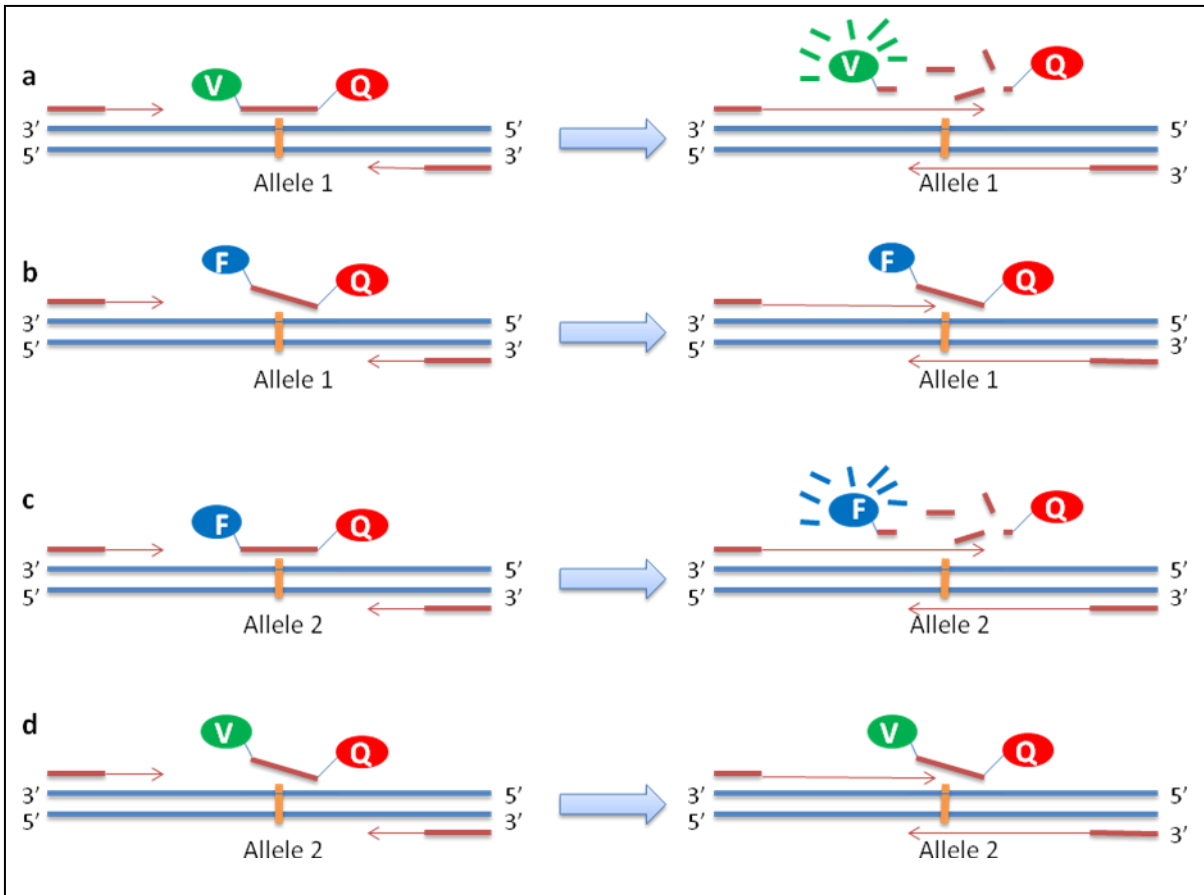 a
V Q V Q
3′ 5′ 3′ 5′
5′ 3′ 5′ 3′
Allele 1 Allele 1
b
F Q F Q
3′ 5′ 3′ 5′
5′ 3′ 5′ 3′
Allele 1 Allele 1
c
F Q F Q
3′ 5′ 3′ 5′
5′ 3′ 5′ 3′
Allele 2 Allele 2
d
V Q V Q
3′ 5′ 3′ 5′
5′ 3′ 5′ 3′
Allele 2 Allele 2